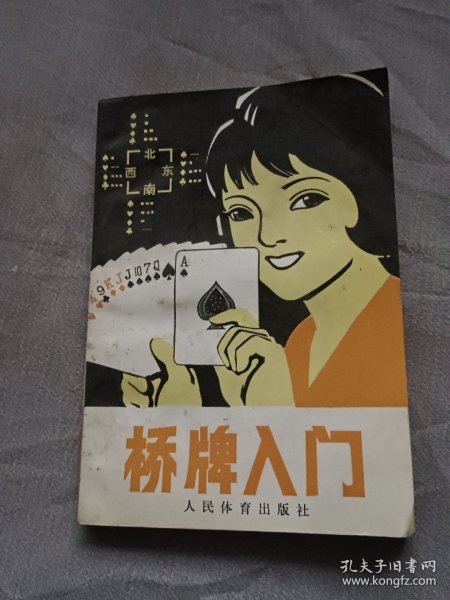 北
西 东
南
9KJJ107Q
A
桥牌入门
人民体育出版社
孔夫子旧书网
www.kongfz.com